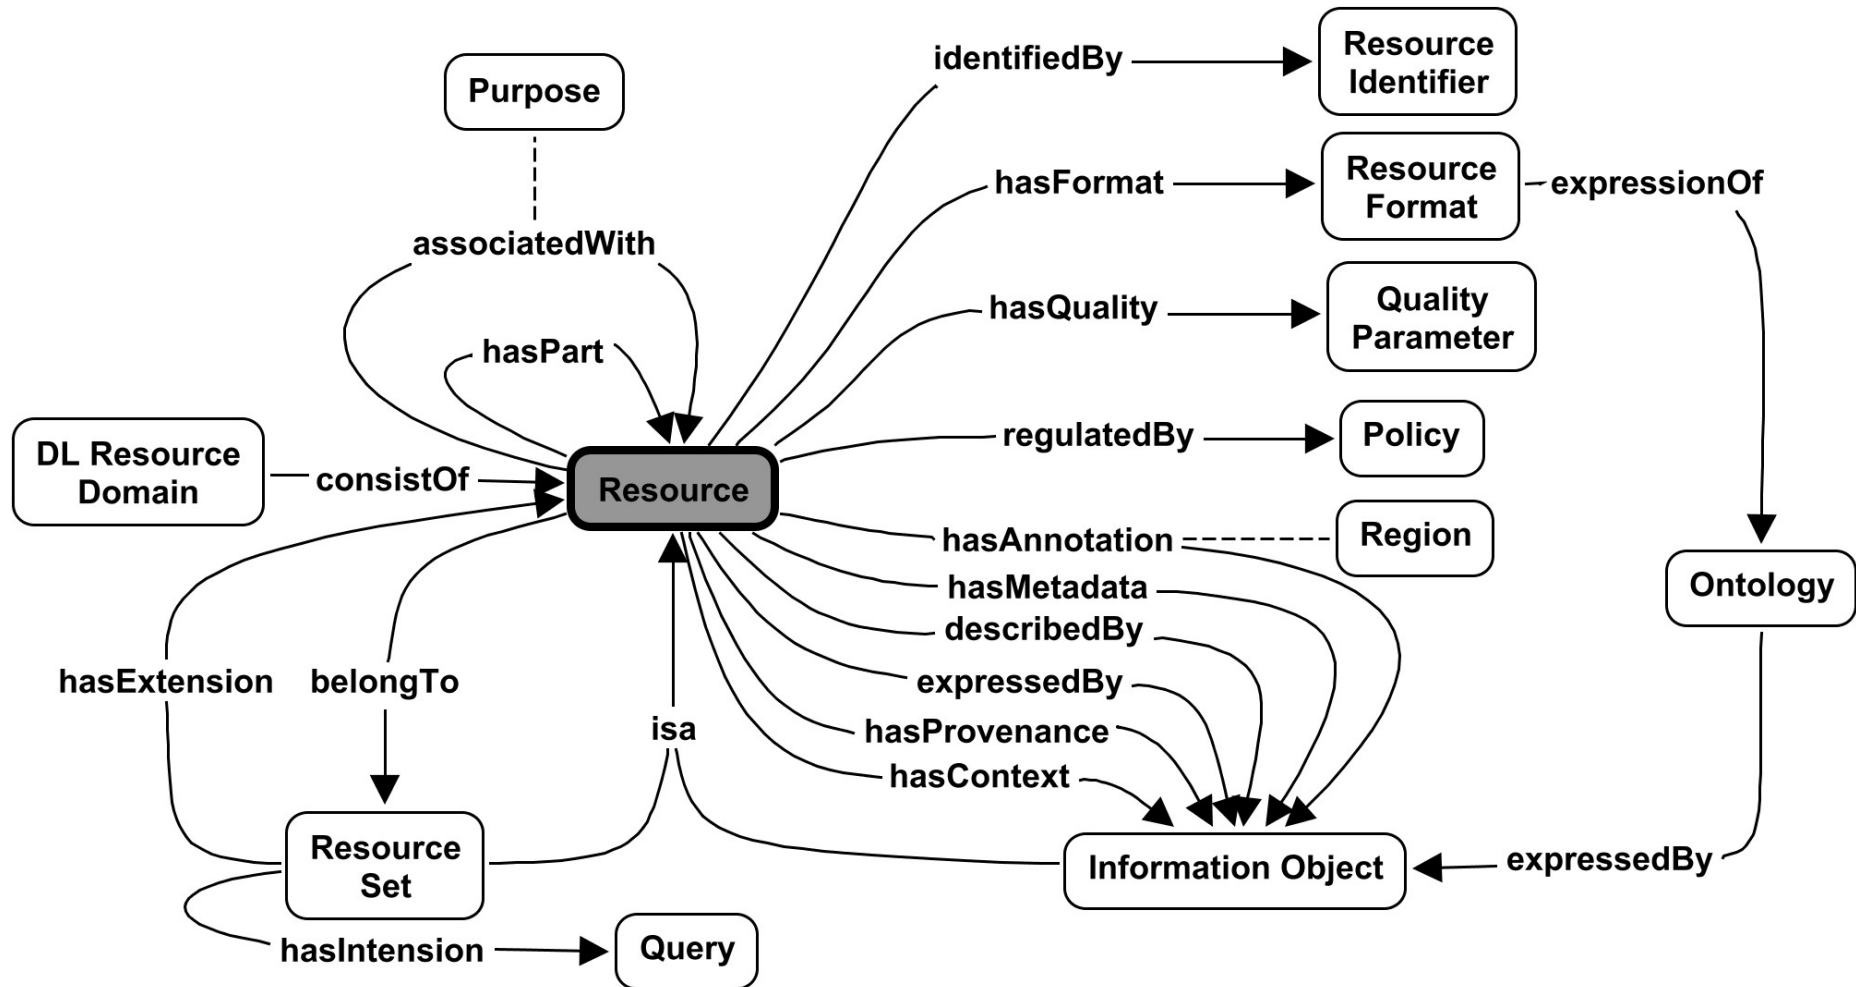 identifiedBy
Resource
Identifier
Purpose
hasFormat
Resource
Format
expressionOf
associatedWith
hasQuality
Quality
Parameter
hasPart
regulatedBy
Policy
DL Resource
Domain
consistOf
Resource
hasAnnotation
Region
hasMetadata
Ontology
describedBy
hasExtension
belongTo
expressedBy
isa
hasProvenance
hasContext
Resource
Set
Information Object
expressedBy
hasIntension
Query